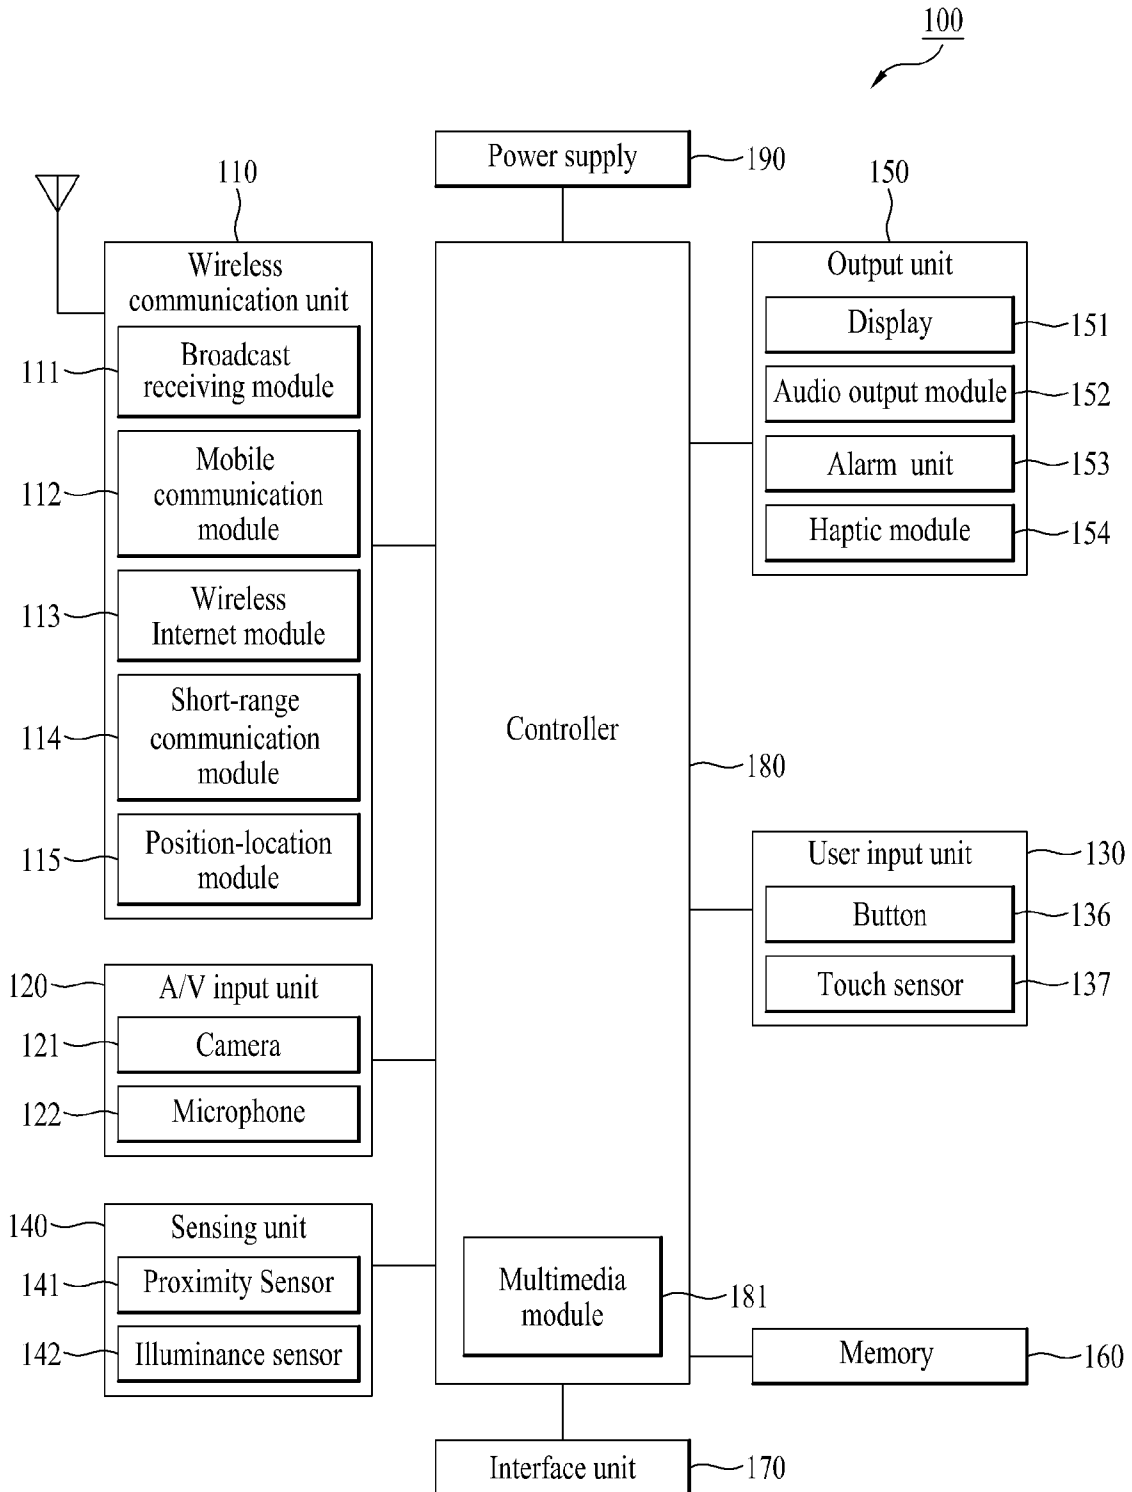 100
Power supply
190
110
Wireless
communication unit
111
Broadcast
receiving module
112
Mobile
communication
module
113
Wireless
Internet module
114
Short-range
communication
module
115
Position-location
module
120
A/V input unit
121
Camera
122
Microphone
140
Sensing unit
141
Proximity Sensor
142
Illuminance sensor
Controller
180
Multimedia
module
181
150
Output unit
Display
151
Audio output module
152
Alarm unit
153
Haptic module
154
User input unit
130
Button
136
Touch sensor
137
Memory
160
Interface unit
170